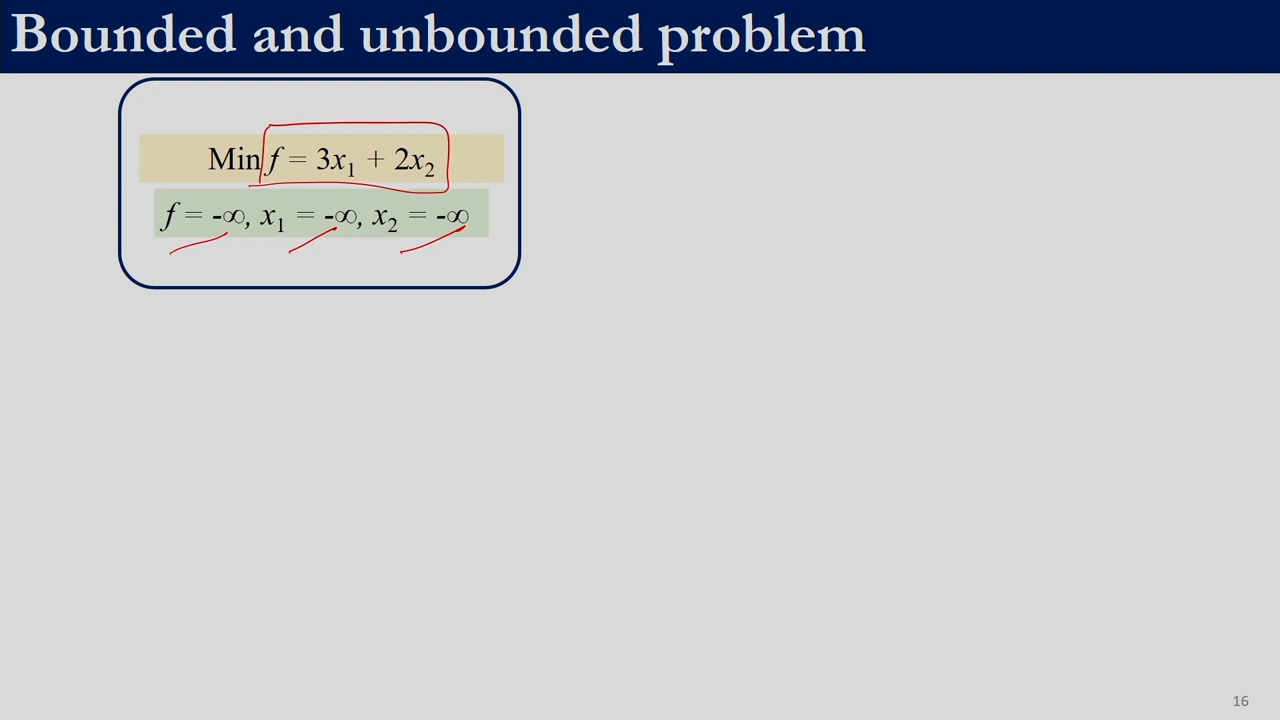 Bounded and unbounded problem
Min f = 3x₁ + 2x₂
f = -∞, x₁ = -∞, x₂ = -∞
16